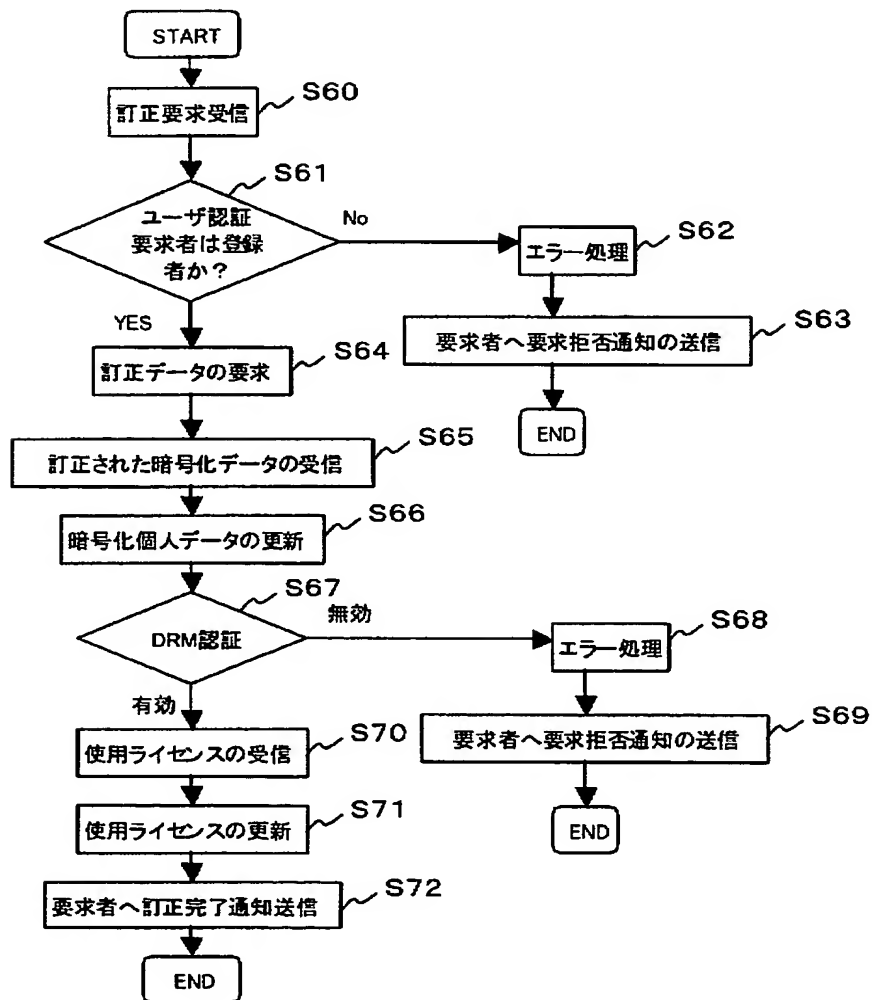 START
訂正要求受信
S60
S61
ユーザ認証
要求者は登録
者か？
No
YES
エラー処理
S62
要求者へ要求拒否通知の送信
S63
END
訂正データの要求
S64
訂正された暗号化データの受信
S65
暗号化個人データの更新
S66
S67
DRM認証
無効
有効
エラー処理
S68
要求者へ要求拒否通知の送信
S69
END
使用ライセンスの受信
S70
使用ライセンスの更新
S71
要求者へ訂正完了通知送信
S72
END